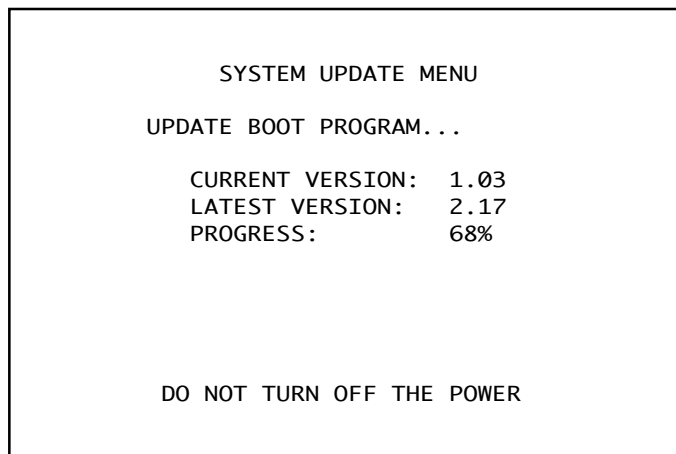 SYSTEM UPDATE MENU
UPDATE BOOT PROGRAM...
CURRENT VERSION: 1.03
LATEST VERSION: 2.17
PROGRESS: 68%
DO NOT TURN OFF THE POWER